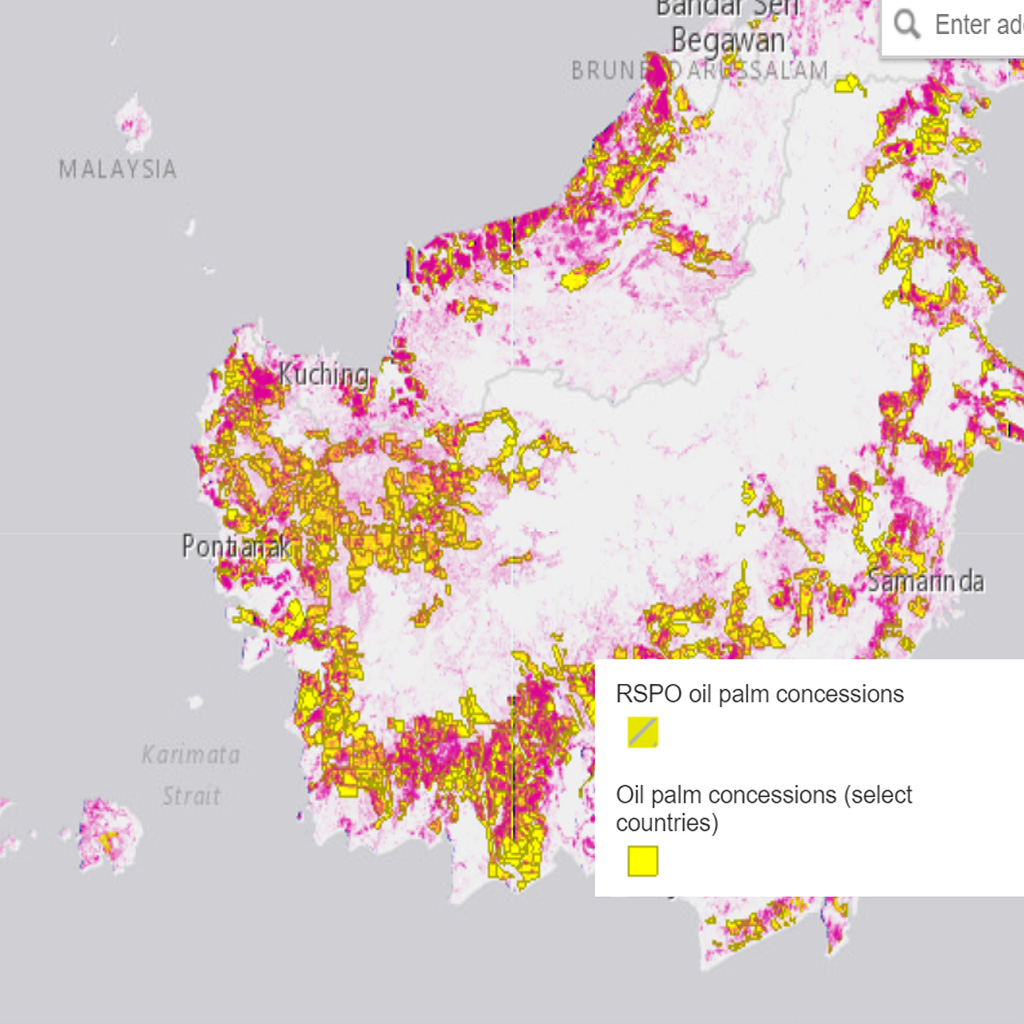 Bandar Seri
Begawan
Enter add
BRUNEI DARUSSALAM
MALAYSIA
Kuching
Pontianak
Samarinda
RSPO oil palm concessions
Karimata
Strait
Oil palm concessions (select
countries)